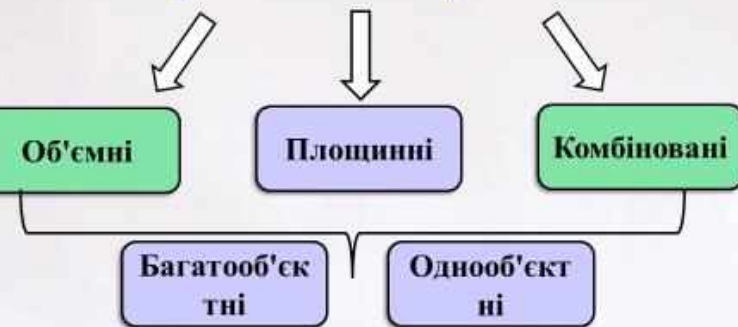 Об'ємні
Площинні
Комбіновані
Багатооб'єк
тні
Однооб'єкт
ні